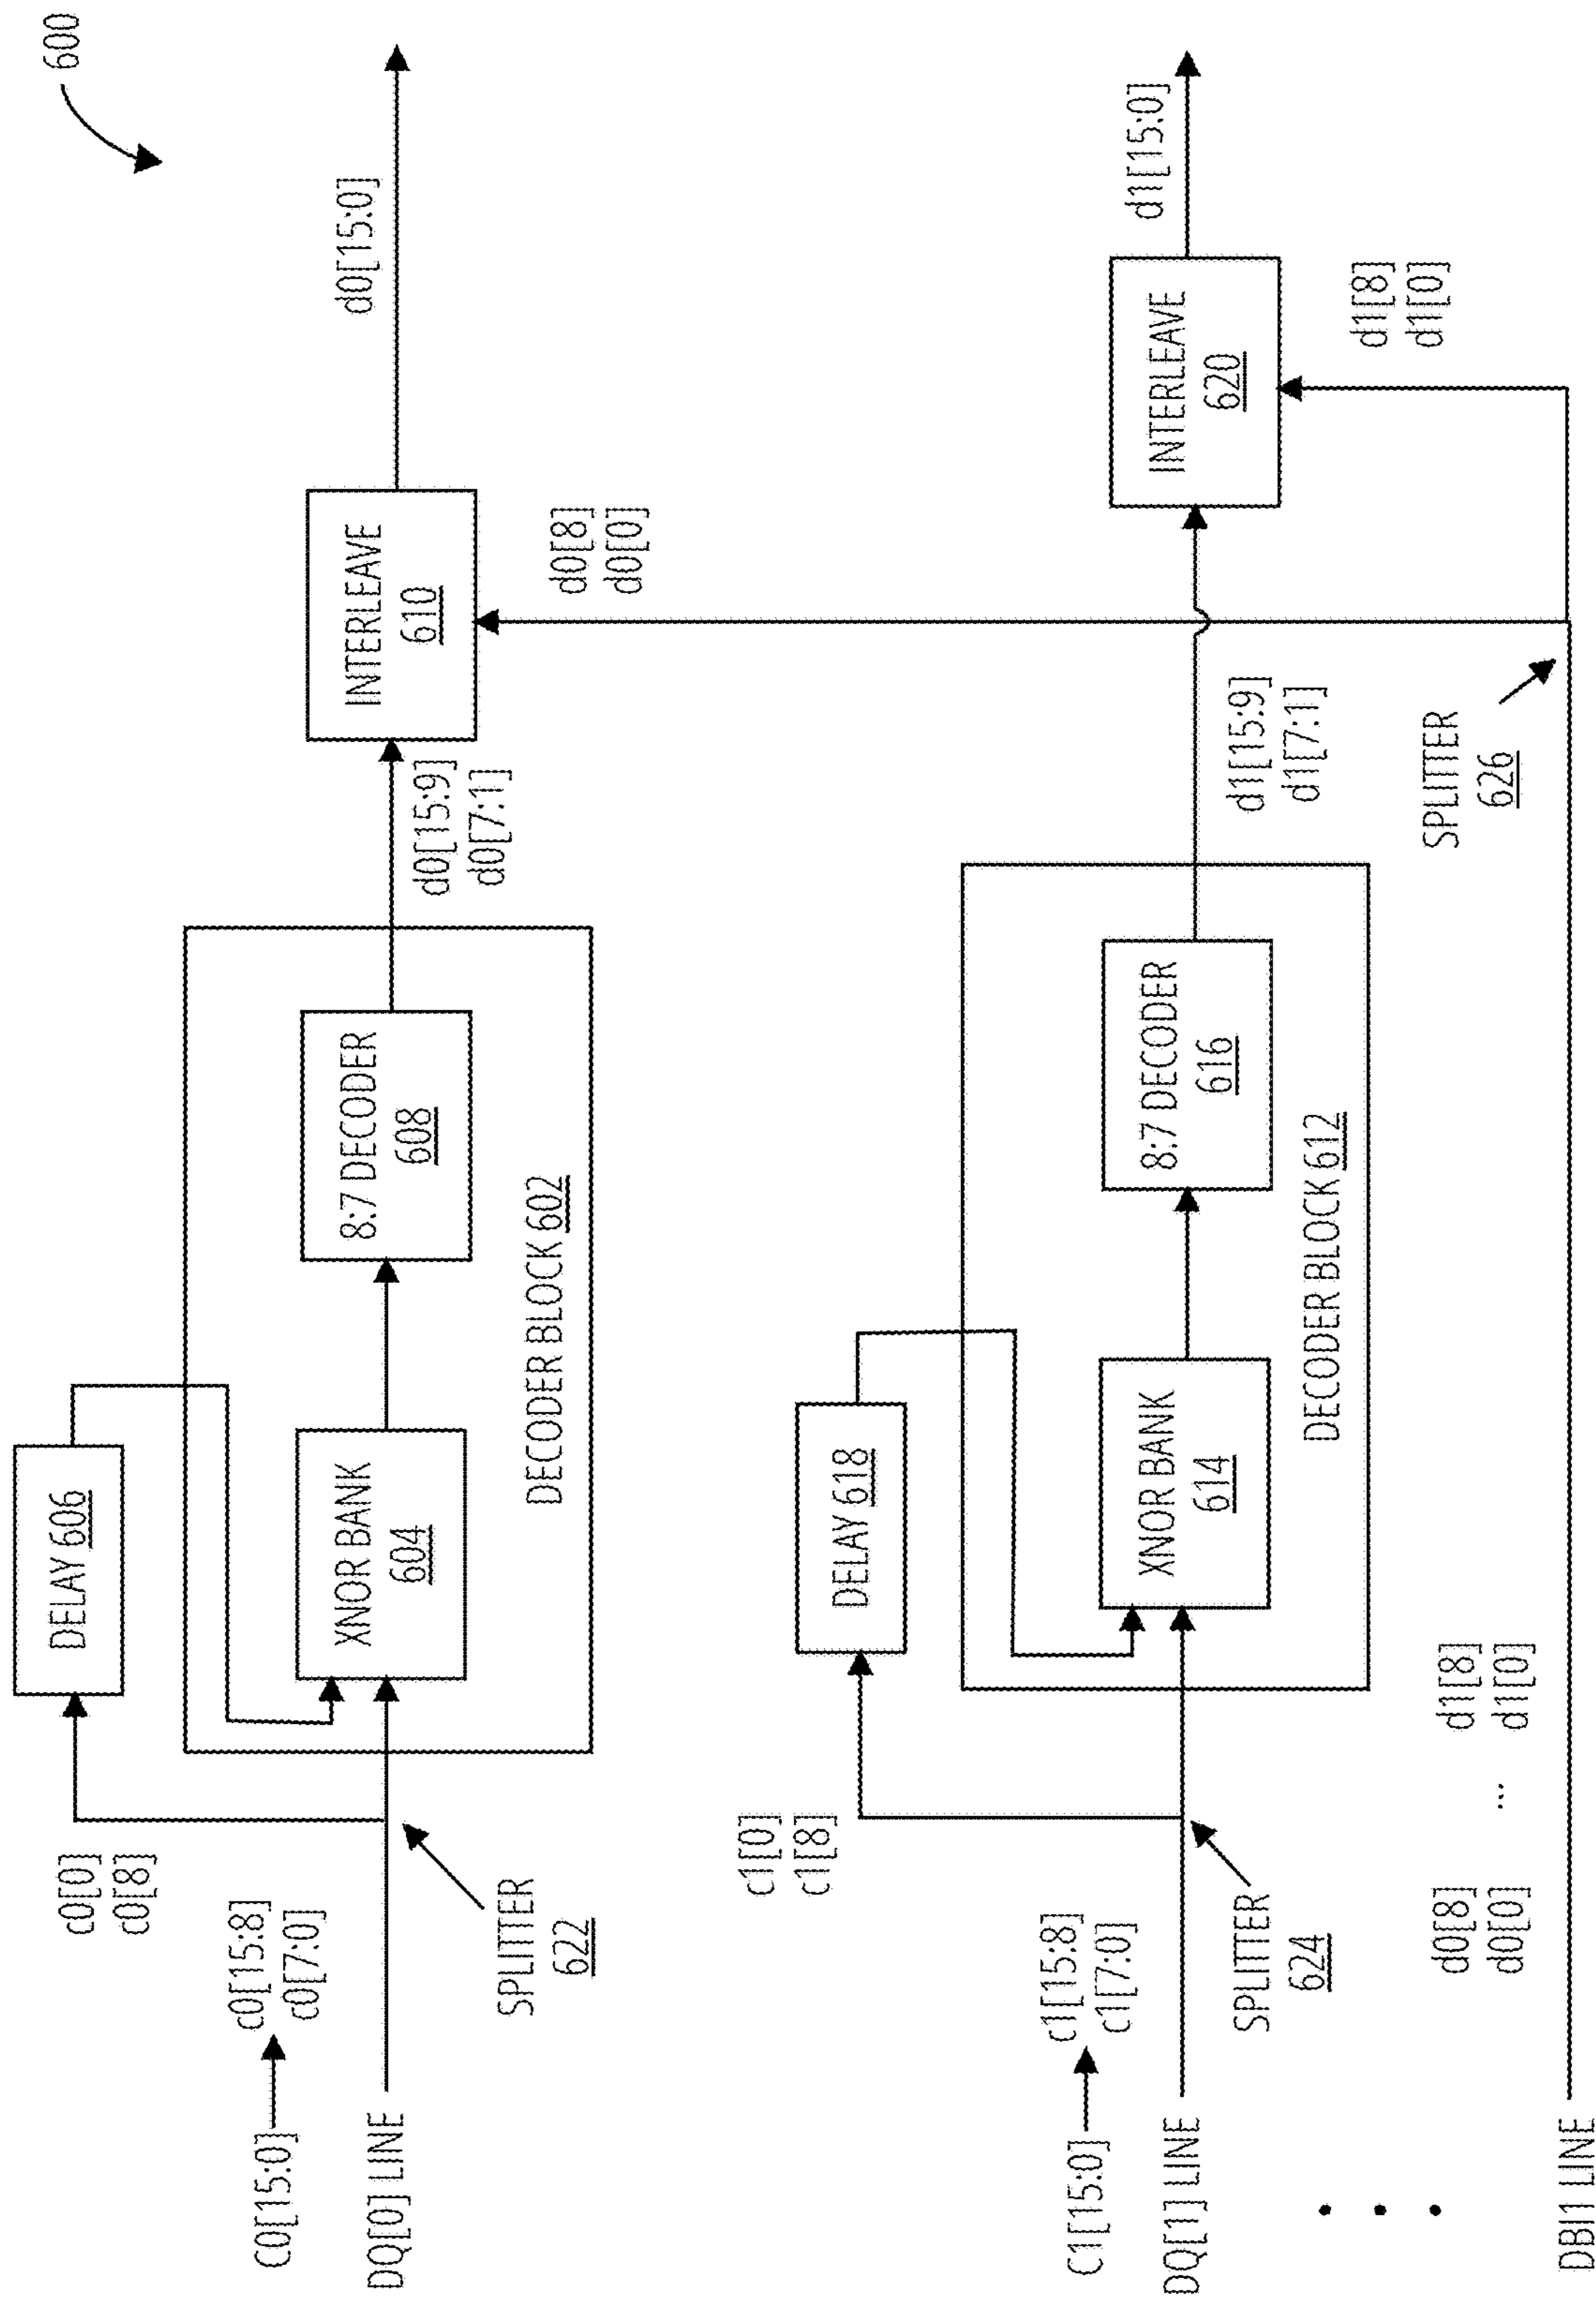 600
C0[15:0]
c0[15:8]
c0[7:0]
DQ[0] LINE
c0[0]
c0[8]
SPLITTER
622
DELAY 606
XNOR BANK
604
8:7 DECODER
608
DECODER BLOCK 602
d0[15:9]
d0[7:1]
INTERLEAVE
610
d0[15:0]
d0[8]
d0[0]
C1[15:0]
c1[15:8]
c1[7:0]
DQ[1] LINE
c1[0]
c1[8]
SPLITTER
624
DELAY 618
XNOR BANK
614
8:7 DECODER
616
DECODER BLOCK 612
d1[15:9]
d1[7:1]
INTERLEAVE
620
d1[15:0]
d1[8]
d1[0]
SPLITTER
626
d0[8] d1[8]
d0[0] ... d1[0]
DBI1 LINE